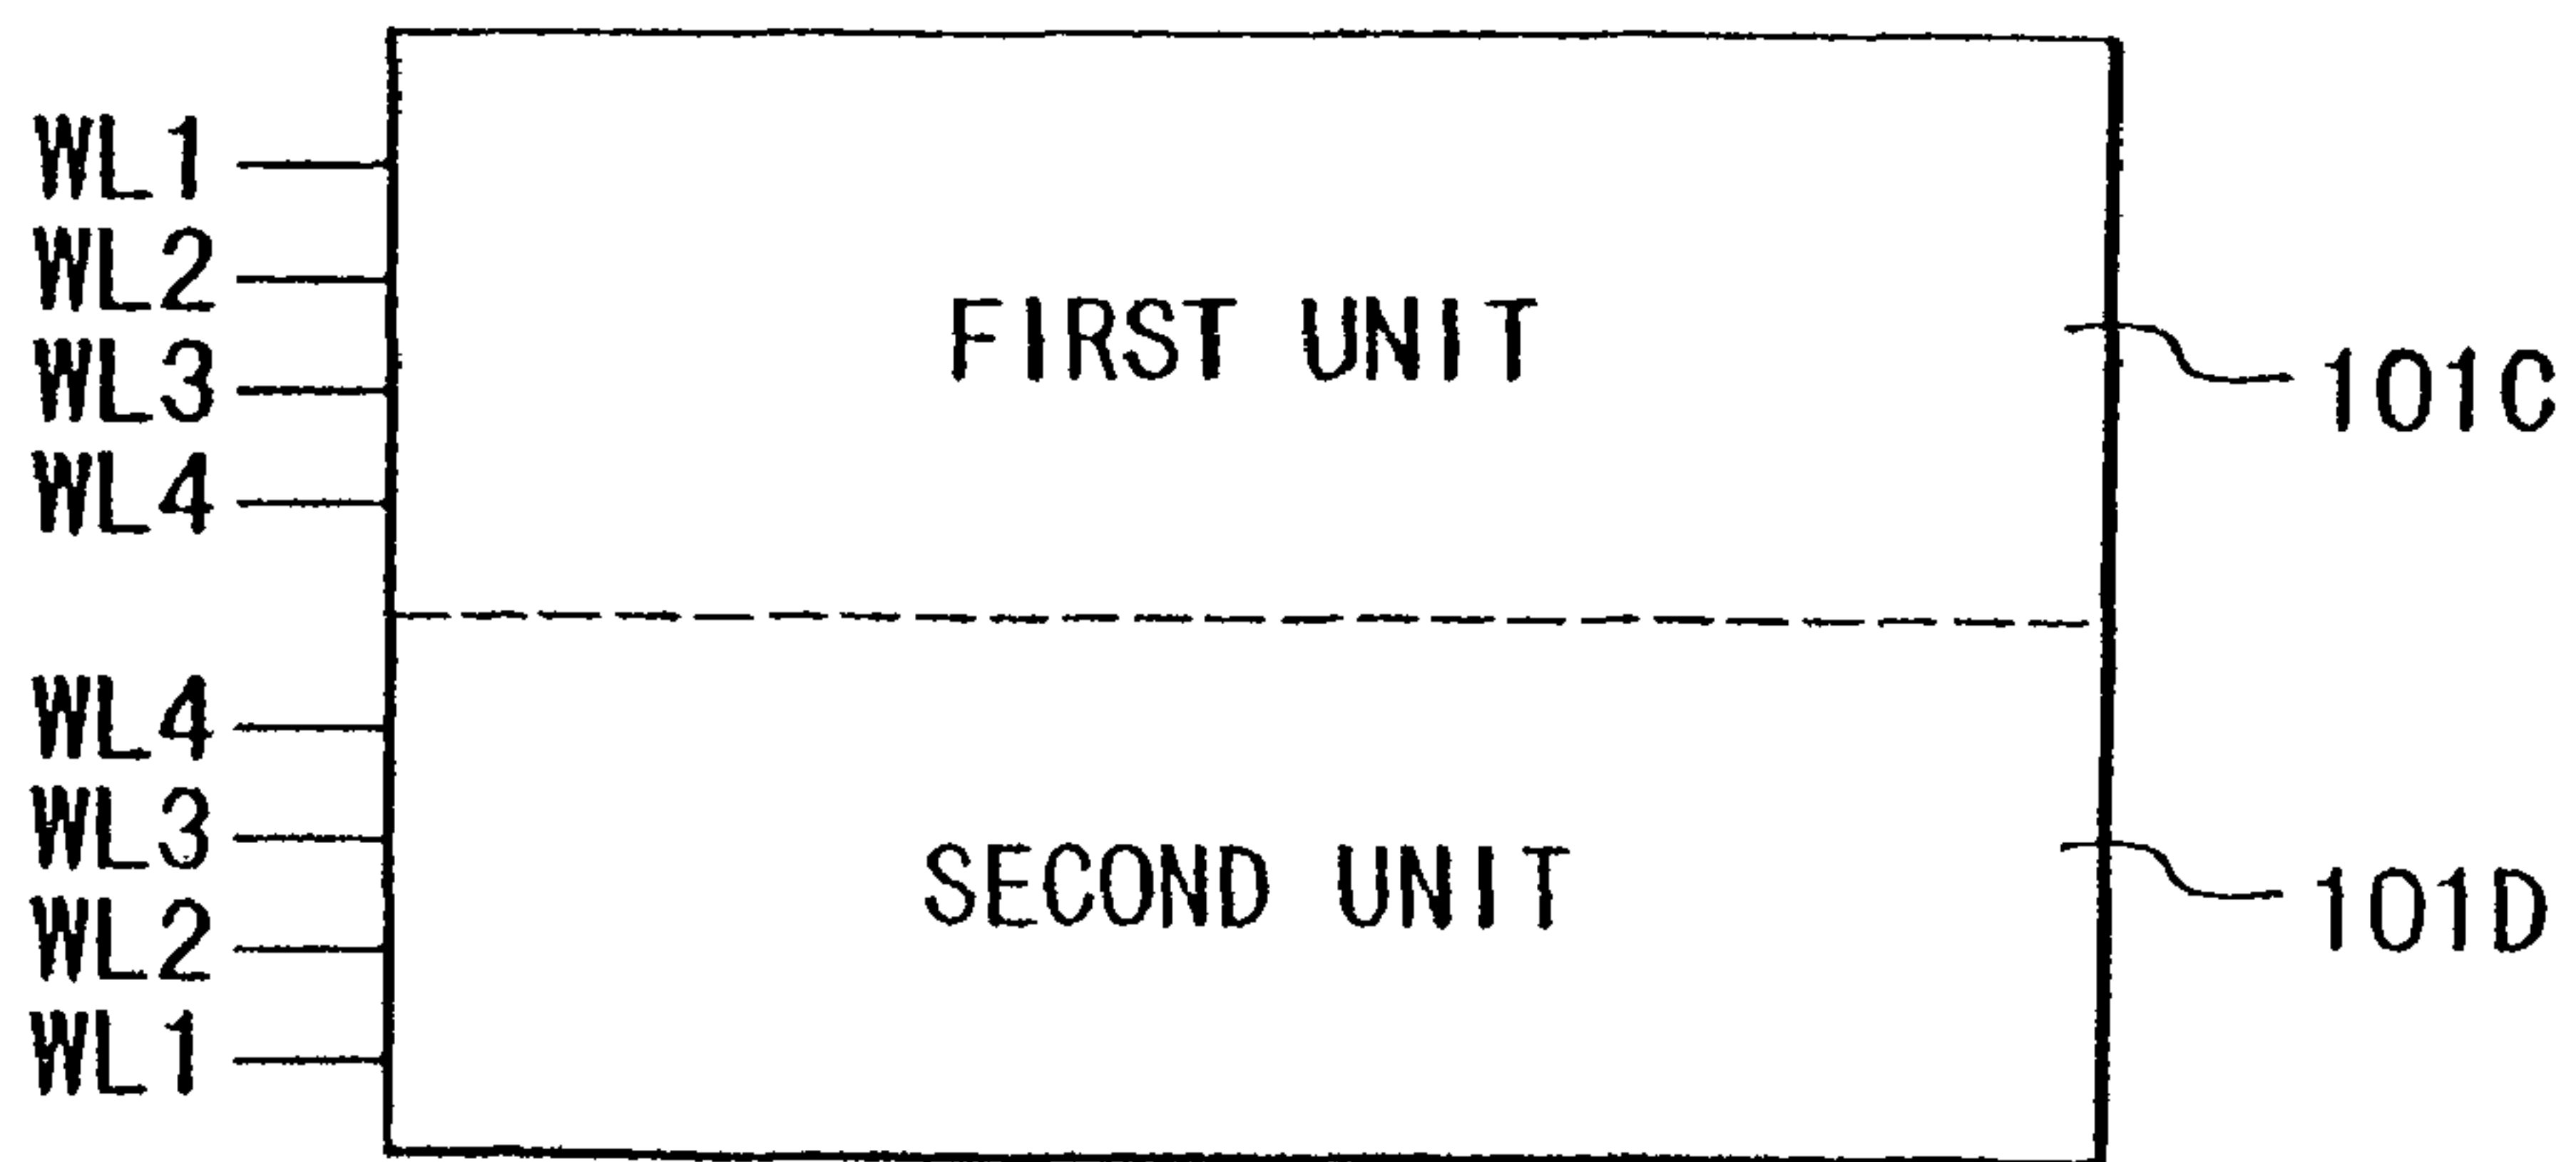 WL1
WL2
WL3
WL4
FIRST UNIT
101C
WL4
WL3
WL2
WL1
SECOND UNIT
101D